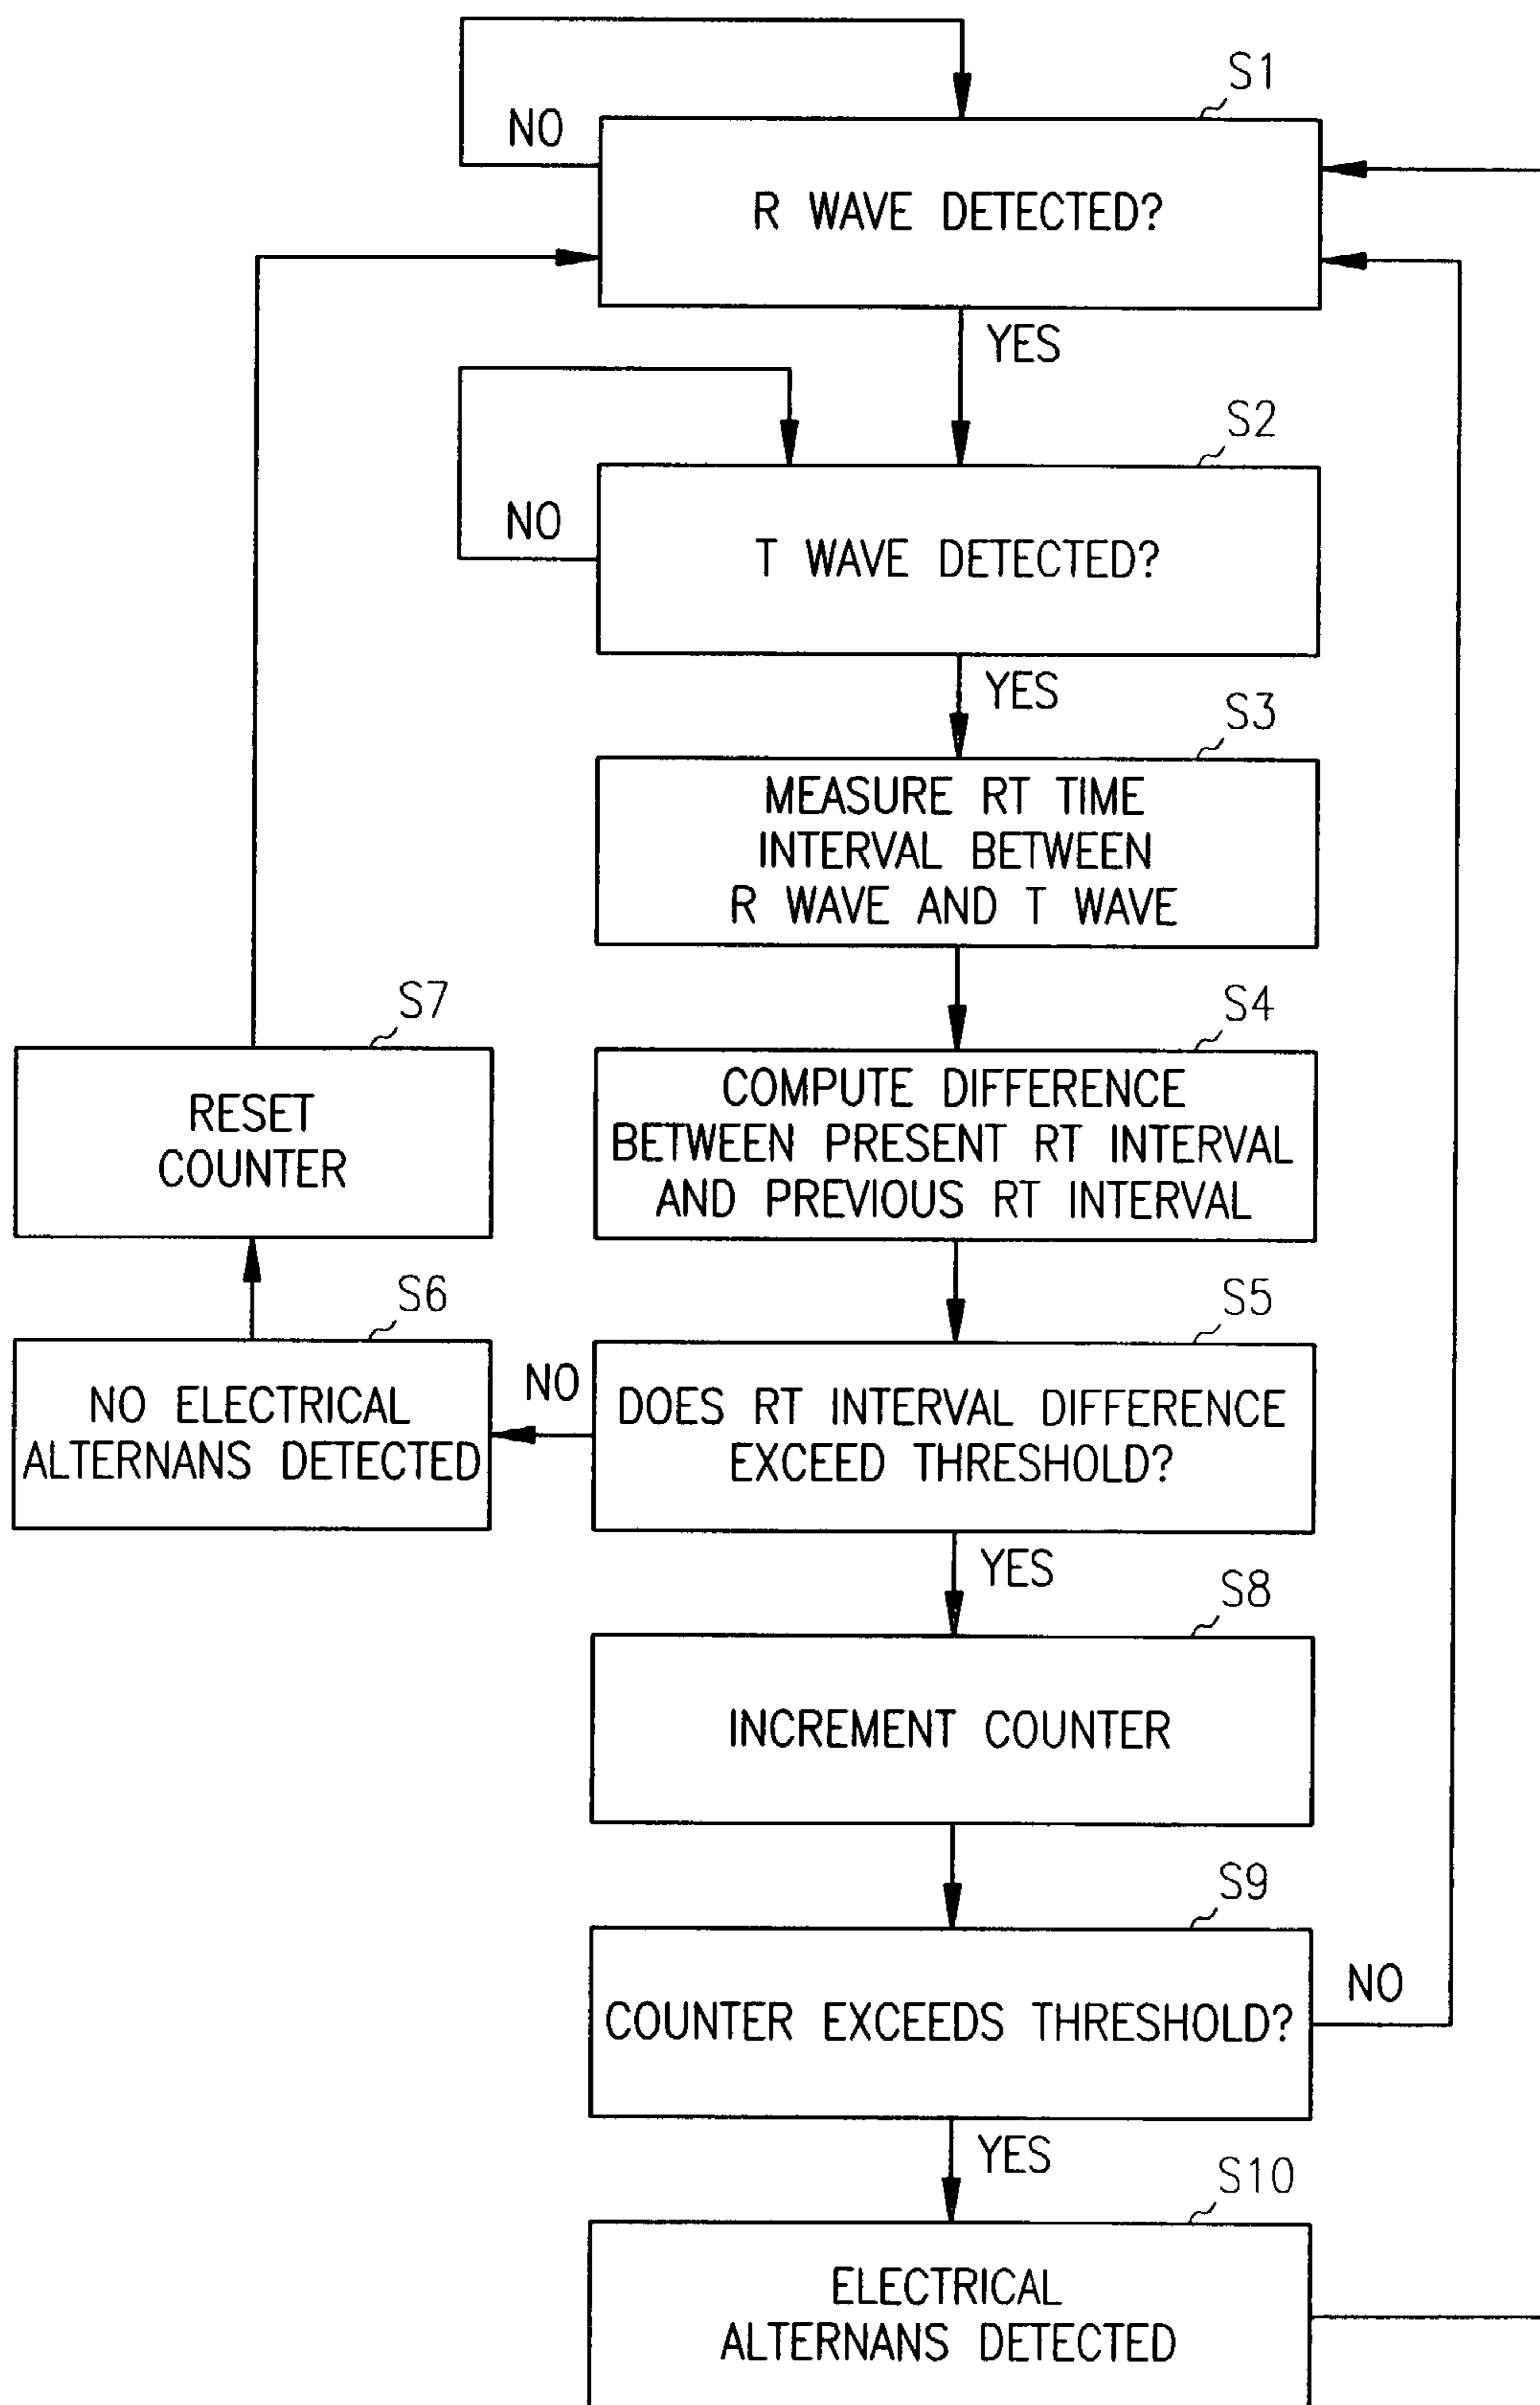 S1
NO
R WAVE DETECTED?
YES
S2
NO
T WAVE DETECTED?
YES
S3
MEASURE RT TIME
INTERVAL BETWEEN
R WAVE AND T WAVE
S7
RESET
COUNTER
S4
COMPUTE DIFFERENCE
BETWEEN PRESENT RT INTERVAL
AND PREVIOUS RT INTERVAL
S6
NO ELECTRICAL
ALTERNANS DETECTED
NO
S5
DOES RT INTERVAL DIFFERENCE
EXCEED THRESHOLD?
YES
S8
INCREMENT COUNTER
S9
COUNTER EXCEEDS THRESHOLD?
NO
YES
S10
ELECTRICAL
ALTERNANS DETECTED